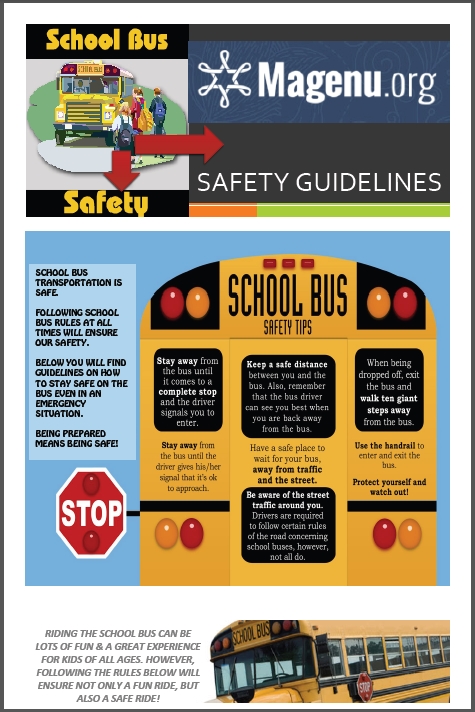 School Bus
SCHOOL BUS
Safety
Magenu.org
SAFETY GUIDELINES
SCHOOL BUS
TRANSPORTATION IS
SAFE.
FOLLOWING SCHOOL
BUS RULES AT ALL
TIMES WILL ENSURE
OUR SAFETY.
BELOW YOU WILL FIND
GUIDELINES ON HOW
TO STAY SAFE ON THE
BUS EVEN IN AN
EMERGENCY
SITUATION.
BEING PREPARED
MEANS BEING SAFE!
STOP
SCHOOL BUS
SAFETY TIPS
Stay away from
the bus until
it comes to a
complete stop
and the driver
signals you to
enter.
Stay away from
the bus until the
driver gives his/her
signal that it's ok
to approach.
Keep a safe distance
between you and the
bus. Also, remember
that the bus driver
can see you best when
you are back away
from the bus.
Have a safe place to
wait for your bus,
away from traffic
and the street.
Be aware of the street
traffic around you.
Drivers are required
to follow certain rules
of the road concerning
school buses, however,
not all do.
When being
dropped off, exit
the bus and
walk ten giant
steps away
from the bus.
Use the handrail to
enter and exit the
bus.
Protect yourself and
watch out!
RIDING THE SCHOOL BUS CAN BE
LOTS OF FUN & A GREAT EXPERIENCE
FOR KIDS OF ALL AGES. HOWEVER,
FOLLOWING THE RULES BELOW WILL
ENSURE NOT ONLY A FUN RIDE, BUT
ALSO A SAFE RIDE!
SCHOOL BUS
STOP